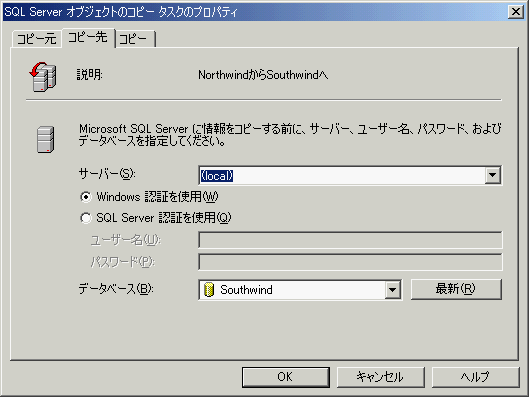 SQL Server オブジェクトのコピー タスクのプロパティ
コピー元 コピー先 コピー
説明: NorthwindからSouthwindへ
Microsoft SQL Server に情報をコピーする前に、サーバー、ユーザー名、パスワード、および
データベースを指定してください。
サーバー(S): (local)
Windows 認証を使用(W)
SQL Server 認証を使用(Q)
ユーザー名(U):
パスワード(P):
データベース(B): Southwind 最新(R)
OK キャンセル ヘルプ